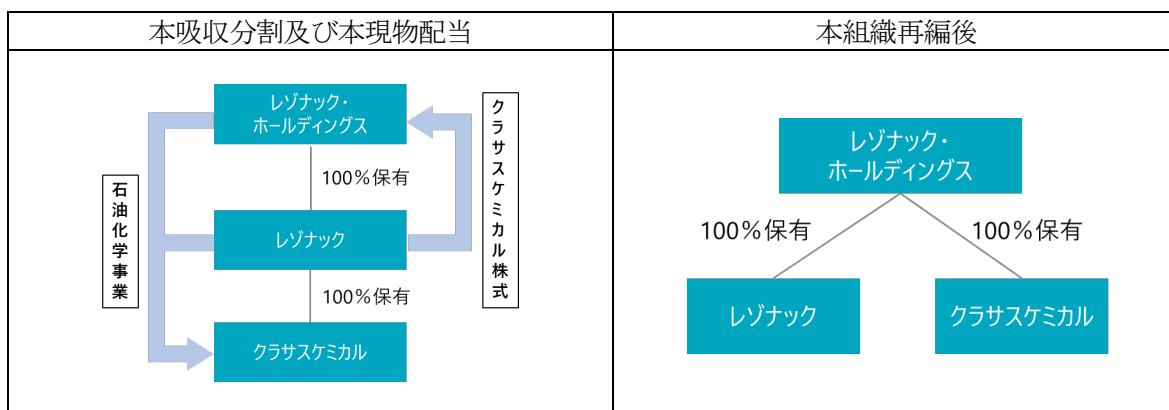 本吸収分割及び本現物配当
レゾナック・
ホールディングス
100%保有
レゾナック
100%保有
クラサスケミカル
石油化学事業
クラサスケミカル株式
本組織再編後
レゾナック・
ホールディングス
100%保有
100%保有
レゾナック
クラサスケミカル